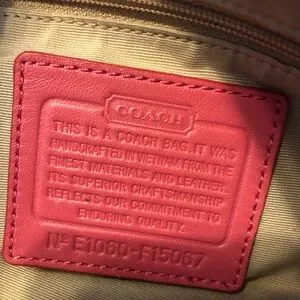 COACH
THIS IS A COACH BAG. IT WAS
HANDCRAFTED IN VIETNAM FROM THE
FINEST MATERIALS AND LEATHER.
ITS SUPERIOR CRAFTSMANSHIP
REFLECTS OUR COMMITMENT TO
ENDURING QUALITY.
Nº E1060-F15067